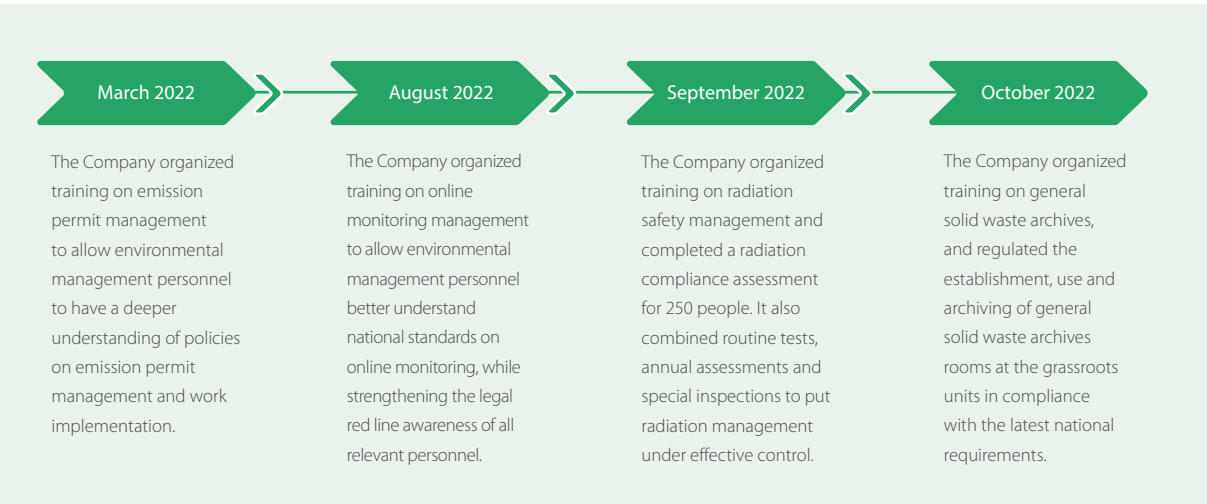 March 2022
The Company organized
training on emission
permit management
to allow environmental
management personnel
to have a deeper
understanding of policies
on emission permit
management and work
implementation.
August 2022
The Company organized
training on online
monitoring management
to allow environmental
management personnel
better understand
national standards on
online monitoring, while
strengthening the legal
red line awareness of all
relevant personnel.
September 2022
The Company organized
training on radiation
safety management and
completed a radiation
compliance assessment
for 250 people. It also
combined routine tests,
annual assessments and
special inspections to put
radiation management
under effective control.
October 2022
The Company organized
training on general
solid waste archives,
and regulated the
establishment, use and
archiving of general
solid waste archives
rooms at the grassroots
units in compliance
with the latest national
requirements.